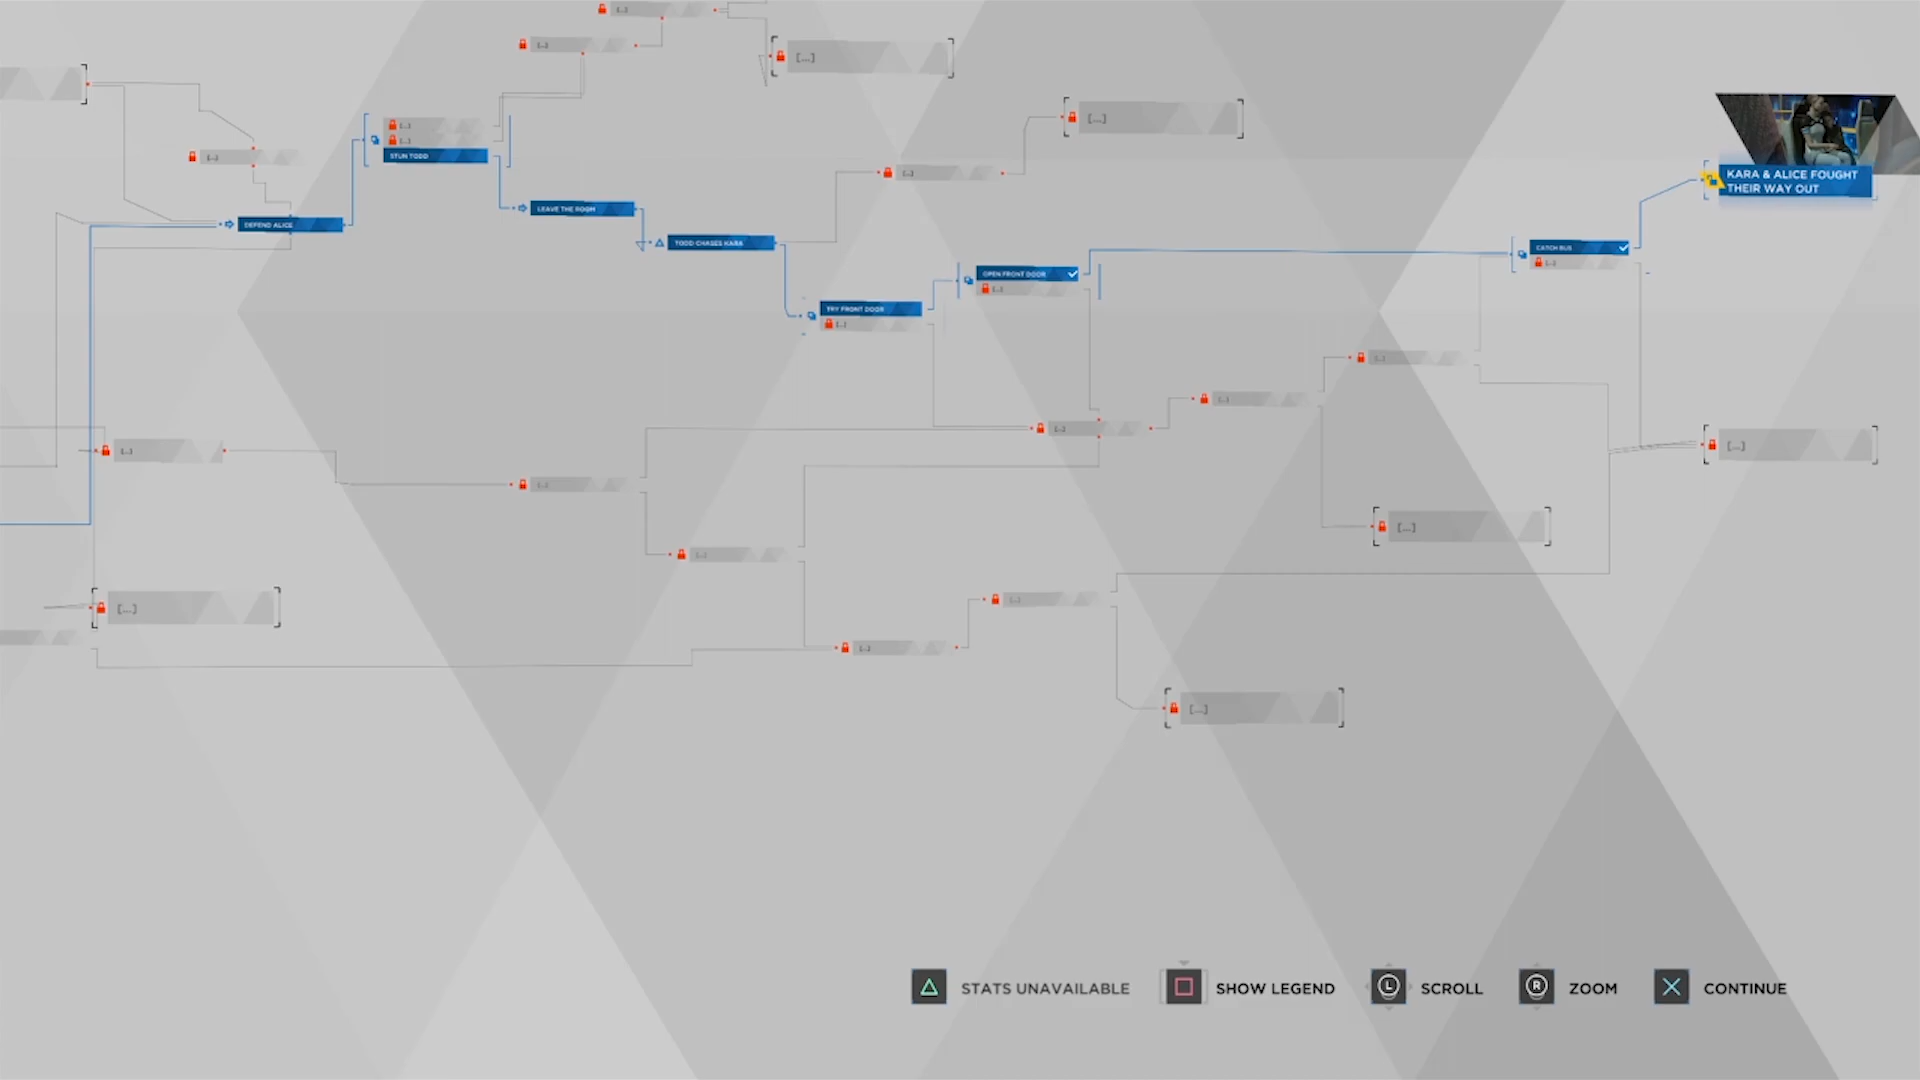 [...]
[...]
[...]
[...]
[...]
[...]
STUN TODD
[...]
[...]
KARA & ALICE FOUGHT
THEIR WAY OUT
LEAVE THE ROOM
DEFEND ALICE
TODD CHASES KARA
CATCH BUS
[...]
OPEN FRONT DOOR
[...]
TRY FRONT DOOR
[...]
[...]
[...]
[...]
[...]
[...]
[...]
[...]
[...]
[...]
[...]
[...]
[...]
STATS UNAVAILABLE
SHOW LEGEND
L
SCROLL
R
ZOOM
CONTINUE